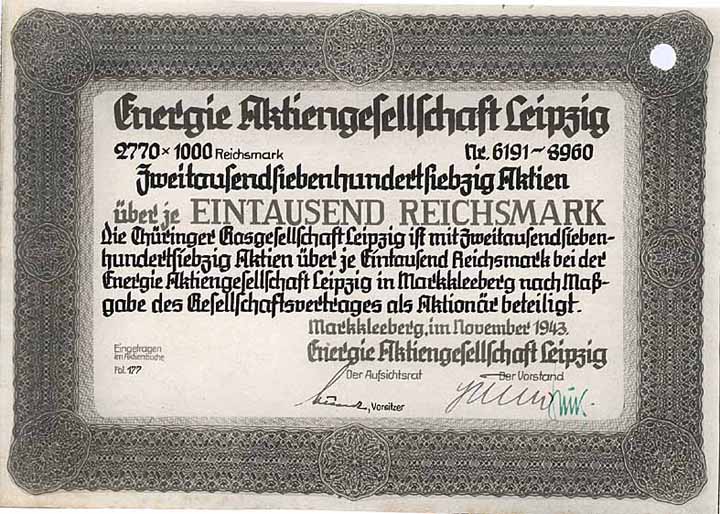 Energie Aktiengesellschaft Leipzig
2770 × 1000 Reichsmark Nr. 6191 – 8960
Zweitausendsiebenhundertsiebzig Aktien
über je EINTAUSEND REICHSMARK
Die Thüringer Gasgesellschaft Leipzig ist mit Zweitausendsieben-
hundertsiebzig Aktien über je Eintausend Reichsmark bei der
Energie Aktiengesellschaft Leipzig in Markkleeberg nach Maß-
gabe des Gesellschaftsvertrages als Aktionär beteiligt.
Markkleeberg, im November 1943.
Eingetragen
im Aktienbuche
Fol. 177
Energie Aktiengesellschaft Leipzig
Der Aufsichtsrat Der Vorstand
, Vorsitzer